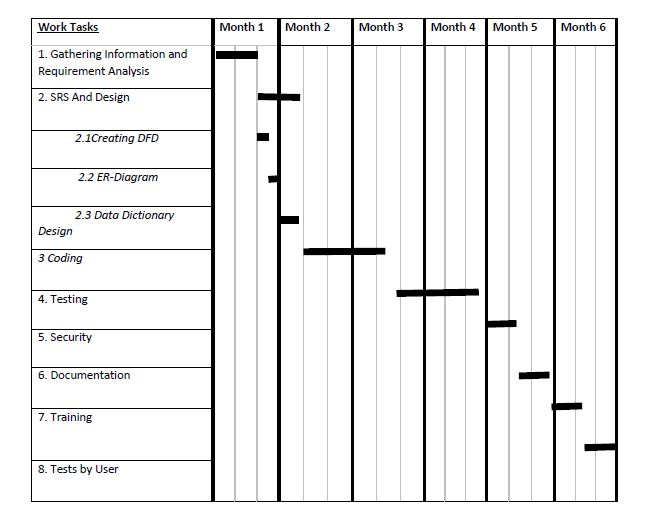 Work Tasks Month 1 Month 2 Month 3 Month 4 Month 5 Month 6
1. Gathering Information and
Requirement Analysis
2. SRS And Design
2.1Creating DFD
2.2 ER-Diagram
2.3 Data Dictionary
Design
3 Coding
4. Testing
5. Security
6. Documentation
7. Training
8. Tests by User